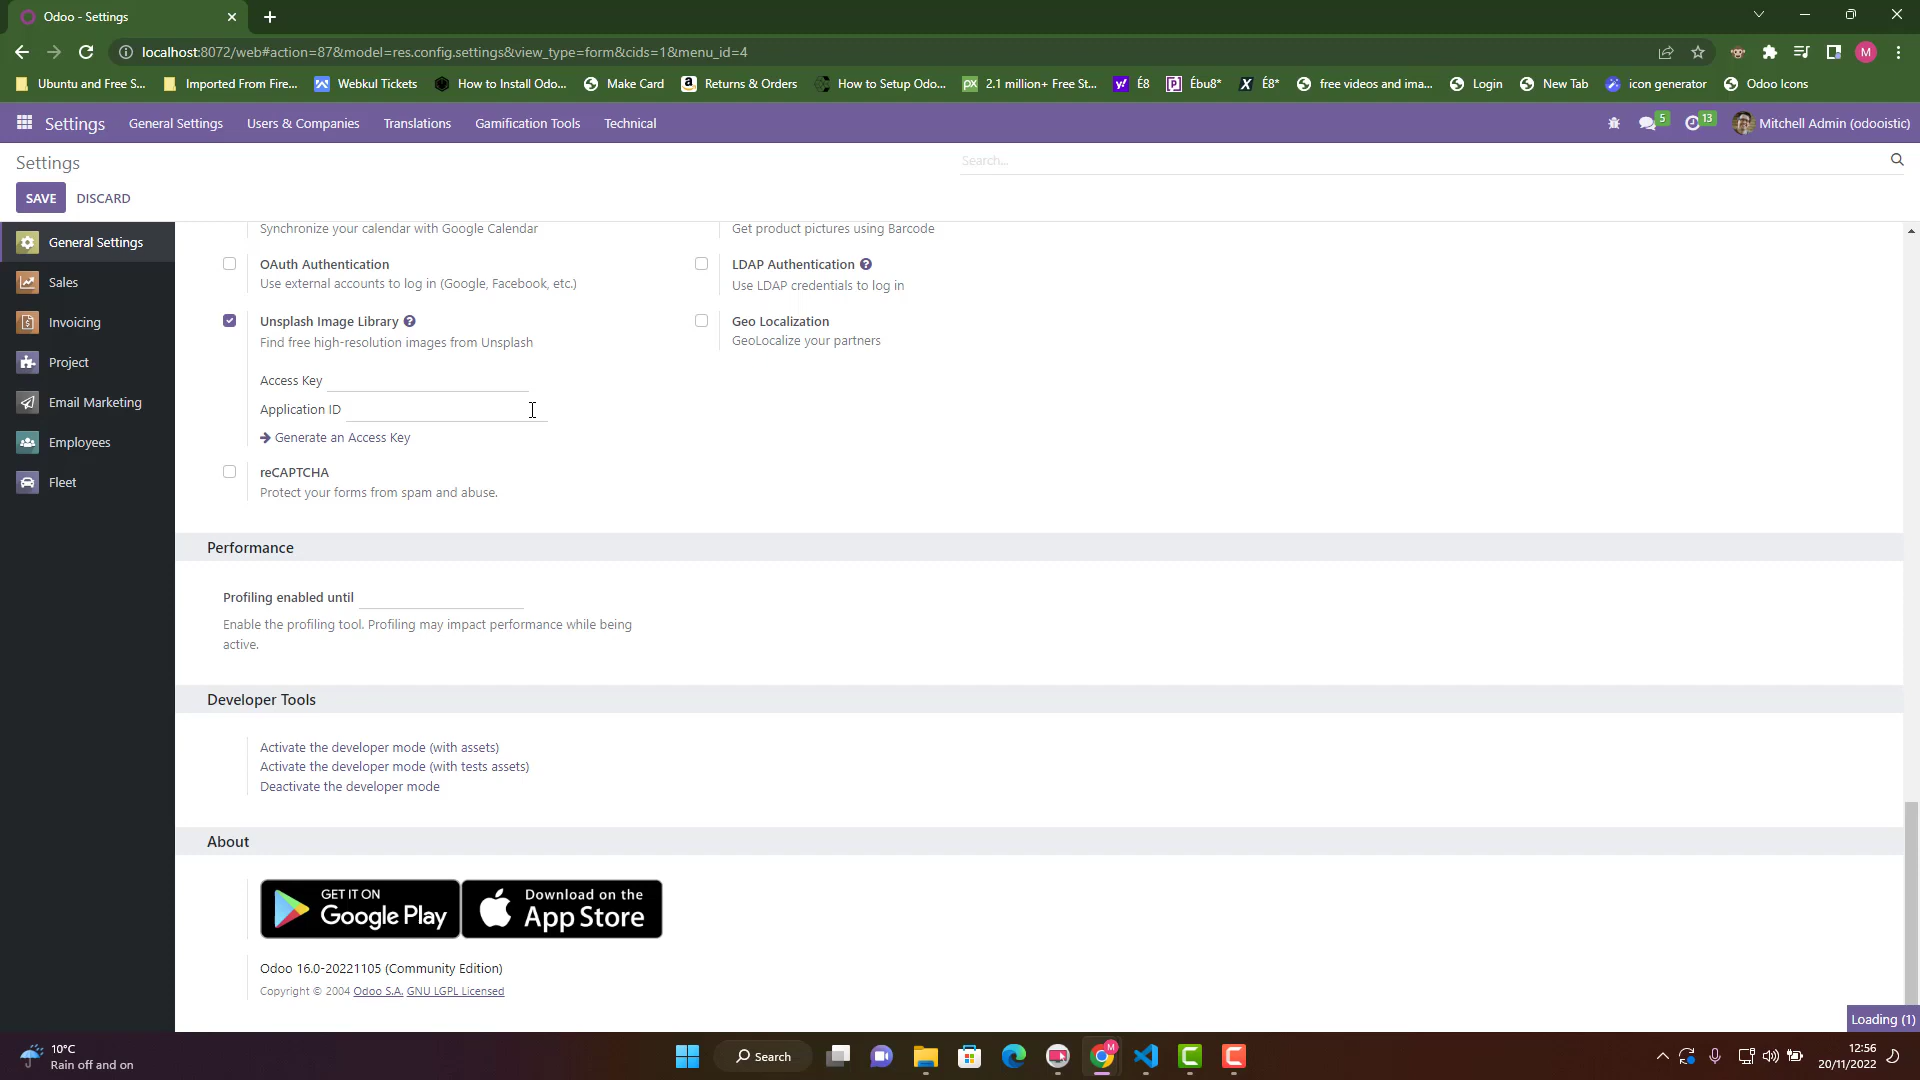 Odoo - Settings
localhost:8072/web#action=87&model=res.config.settings&view_type=form&cids=1&menu_id=4
M
Ubuntu and Free S...
Imported From Fire...
Webkul Tickets
How to Install Odo...
Make Card
Returns & Orders
How to Setup Odo...
2.1 million+ Free St...
É8
Ébu8*
É8*
free videos and ima...
Login
New Tab
icon generator
Odoo Icons
Settings
General Settings
Users & Companies
Translations
Gamification Tools
Technical
5
13
Mitchell Admin (odooistic)
Settings
Search...
SAVE
DISCARD
General Settings
Sales
Invoicing
Project
Email Marketing
Employees
Fleet
Synchronize your calendar with Google Calendar
Get product pictures using Barcode
OAuth Authentication
Use external accounts to log in (Google, Facebook, etc.)
LDAP Authentication
Use LDAP credentials to log in
Unsplash Image Library
Find free high-resolution images from Unsplash
Geo Localization
GeoLocalize your partners
Access Key
Application ID
Generate an Access Key
reCAPTCHA
Protect your forms from spam and abuse.
Performance
Profiling enabled until
Enable the profiling tool. Profiling may impact performance while being
active.
Developer Tools
Activate the developer mode (with assets)
Activate the developer mode (with tests assets)
Deactivate the developer mode
About
GET IT ON
Google Play
Download on the
App Store
Odoo 16.0-20221105 (Community Edition)
Copyright © 2004 Odoo S.A. GNU LGPL Licensed
Loading (1)
10°C
Rain off and on
Search
M
12:56
20/11/2022